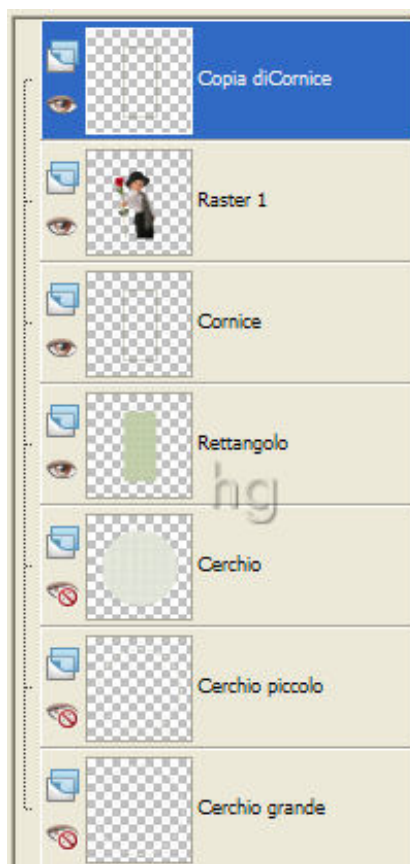 Copia diCornice
Raster 1
Cornice
Rettangolo
hg
Cerchio
Cerchio piccolo
Cerchio grande